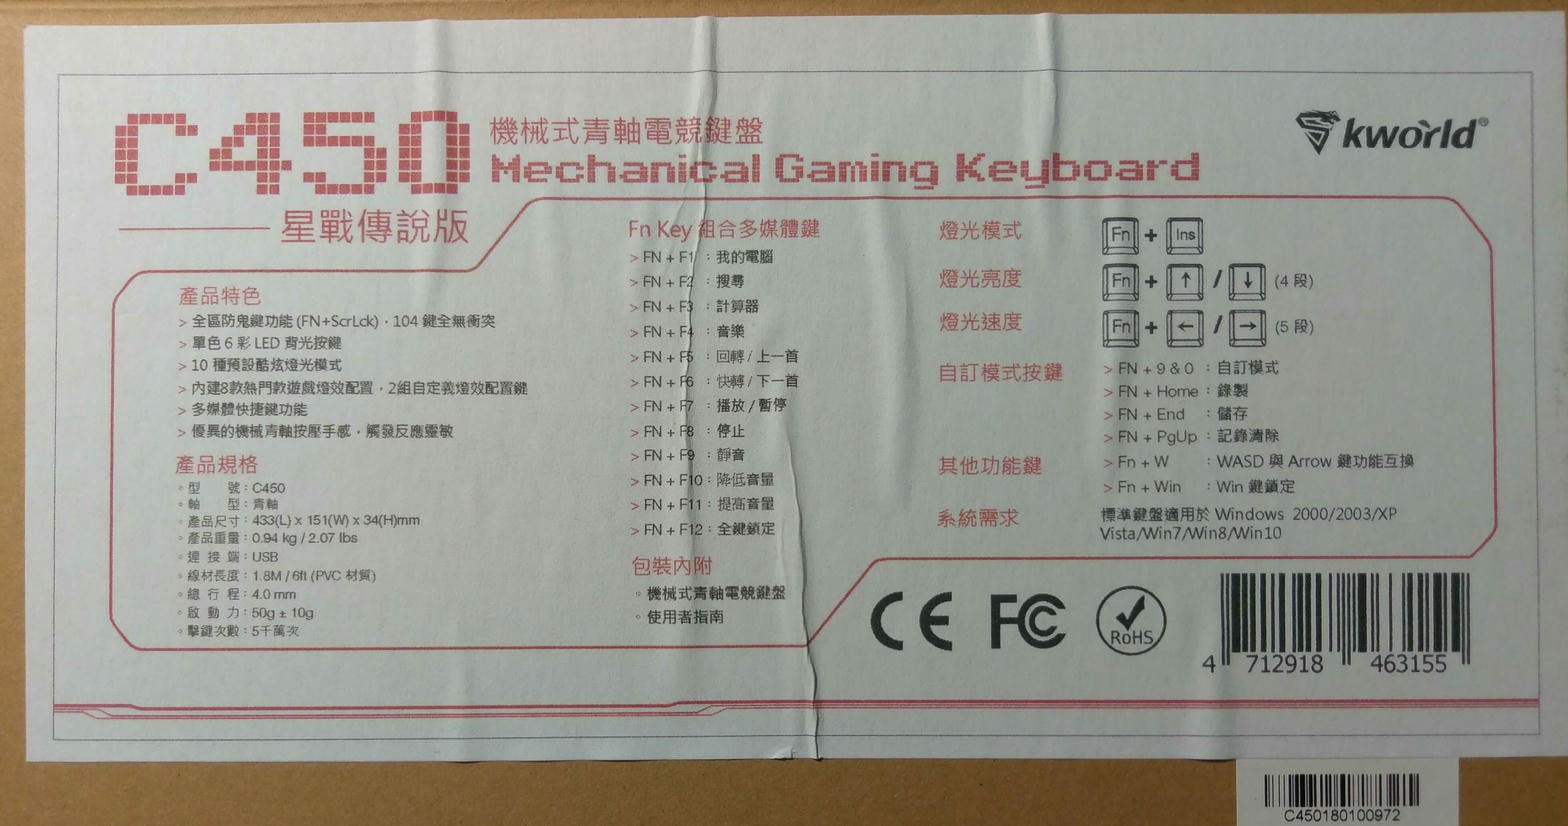 C450
機械式青軸電競鍵盤
Mechanical Gaming Keyboard
星戰傳說版
kworld®
產品特色
> 全區防鬼鍵功能 (FN+ScrLck)，104 鍵全無衝突
> 單色 6 彩 LED 背光按鍵
> 10 種預設酷炫燈光模式
> 內建8款熱門款遊戲燈效配置，2組自定義燈效配置鍵
> 多媒體快捷鍵功能
> 優異的機械青軸按壓手感，觸發反應靈敏
產品規格
◦ 型 號：C450
◦ 軸 型：青軸
◦ 產品尺寸：433(L) x 151(W) x 34(H)mm
◦ 產品重量：0.94 kg / 2.07 lbs
◦ 連 接 端：USB
◦ 線材長度：1.8M / 6ft (PVC 材質)
◦ 總 行 程：4.0 mm
◦ 啟 動 力：50g ± 10g
◦ 擊鍵次數：5千萬次
Fn Key 組合多媒體鍵
> FN + F1 ：我的電腦
> FN + F2 ：搜尋
> FN + F3 ：計算器
> FN + F4 ：音樂
> FN + F5 ：回轉 / 上一首
> FN + F6 ：快轉 / 下一首
> FN + F7 ：播放 / 暫停
> FN + F8 ：停止
> FN + F9 ：靜音
> FN + F10：降低音量
> FN + F11：提高音量
> FN + F12：全鍵鎖定
包裝內附
◦ 機械式青軸電競鍵盤
◦ 使用者指南
燈光模式 Fn + Ins
燈光亮度 Fn + ↑ / ↓ (4 段)
燈光速度 Fn + ← / → (5 段)
自訂模式按鍵 > FN + 9 & 0 ：自訂模式
> FN + Home：錄製
> FN + End ：儲存
> FN + PgUp：記錄清除
其他功能鍵 > Fn + W ：WASD 與 Arrow 鍵功能互換
> Fn + Win ：Win 鍵鎖定
系統需求 標準鍵盤適用於 Windows 2000/2003/XP
Vista/Win7/Win8/Win10
CE FC RoHS
4 712918 463155
C450180100972